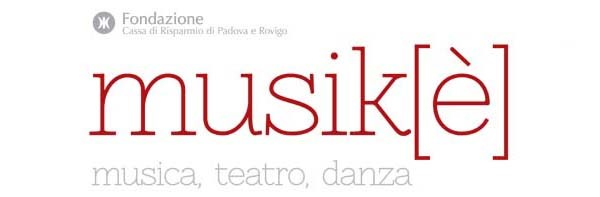 Fondazione
Cassa di Risparmio di Padova e Rovigo
musik[è]
musica, teatro, danza